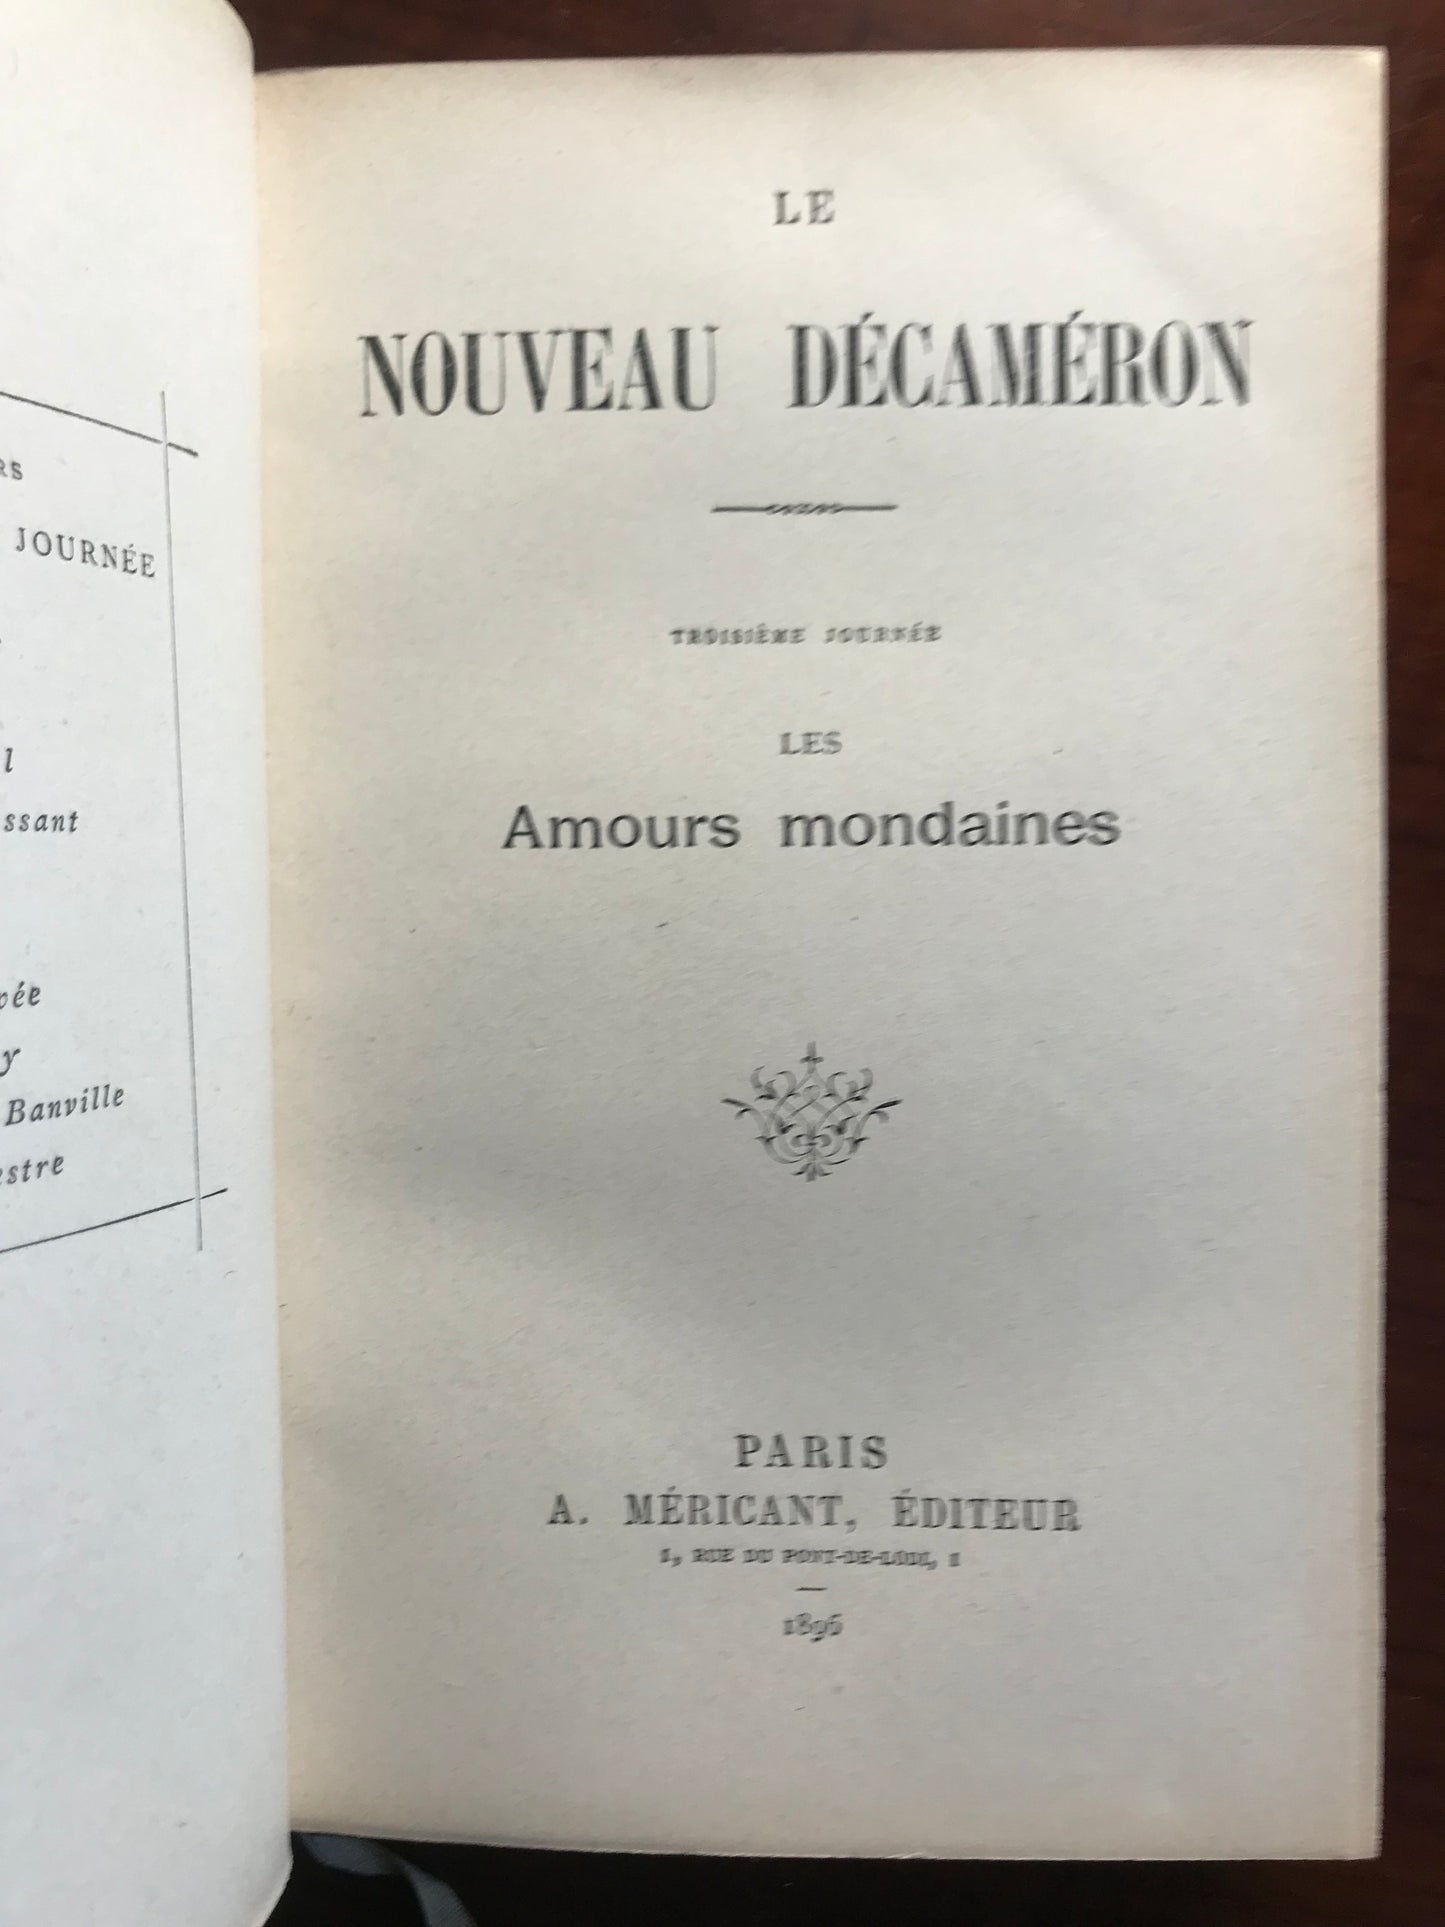 RS
JOURNÉE
l
ssant
pée
y
Banville
estre
LE
NOUVEAU DÉCAMÉRON
TROISIÈME JOURNÉE
LES
Amours mondaines
PARIS
A. MÉRICANT, ÉDITEUR
1, RUE DU PONT-DE-LODI, 1
1896